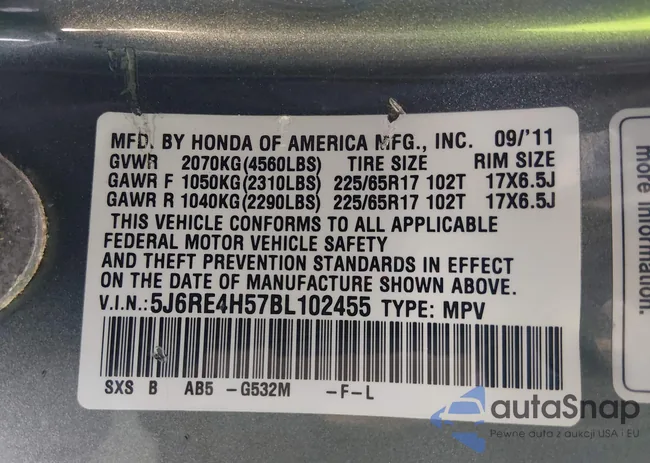 MFD. BY HONDA OF AMERICA MFG., INC. 09/'11
GVWR 2070KG(4560LBS) TIRE SIZE RIM SIZE
GAWR F 1050KG(2310LBS) 225/65R17 102T 17X6.5J
GAWR R 1040KG(2290LBS) 225/65R17 102T 17X6.5J
THIS VEHICLE CONFORMS TO ALL APPLICABLE
FEDERAL MOTOR VEHICLE SAFETY
AND THEFT PREVENTION STANDARDS IN EFFECT
ON THE DATE OF MANUFACTURE SHOWN ABOVE.
V.I.N.:5J6RE4H57BL102455 TYPE: MPV
SXS B AB5 -G532M -F-L
more information
autaSnap
Pewne auta z aukcji USA i EU